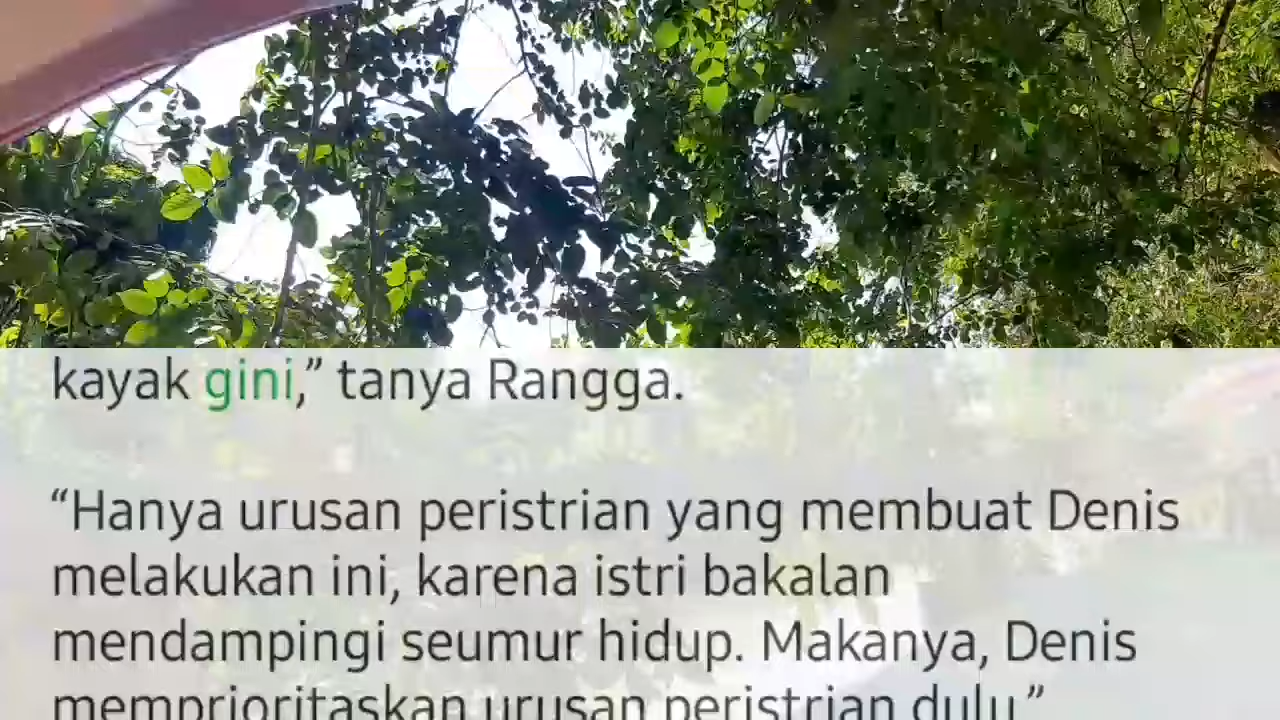 kayak gini,” tanya Rangga.
“Hanya urusan peristrian yang membuat Denis
melakukan ini, karena istri bakalan
mendampingi seumur hidup. Makanya, Denis
memprioritaskan urusan peristrian dulu.”